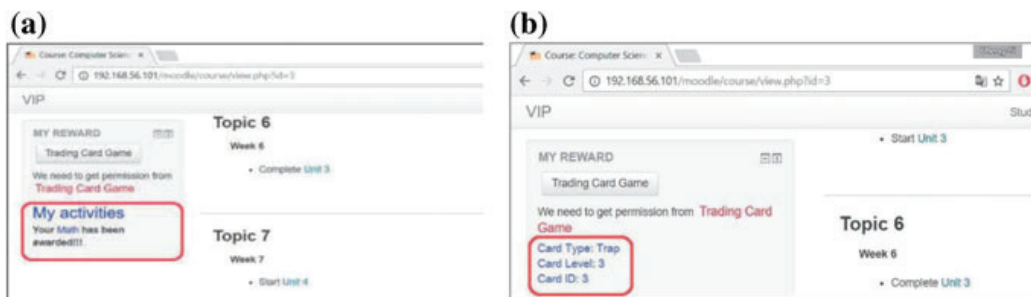 (a)
Course: Computer Scien
192.168.56.101/moodle/course/view.php?id=3
VIP
MY REWARD
Trading Card Game
We need to get permission from
Trading Card Game
My activities
Your Math has been
awarded!!!.
Topic 6
Week 6
Complete Unit 3
Topic 7
Week 7
Start Unit 4
(b)
Course: Computer Scien
192.168.56.101/moodle/course/view.php?id=3
VIP
Stud
MY REWARD
Trading Card Game
We need to get permission from Trading Card
Game
Card Type: Trap
Card Level: 3
Card ID: 3
Start Unit 3
Topic 6
Week 6
Complete Unit 3